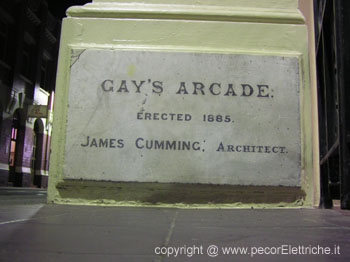 GAY'S ARCADE.
ERECTED 1885.
JAMES CUMMING, ARCHITECT.
copyright @ www.pecorElettriche.it